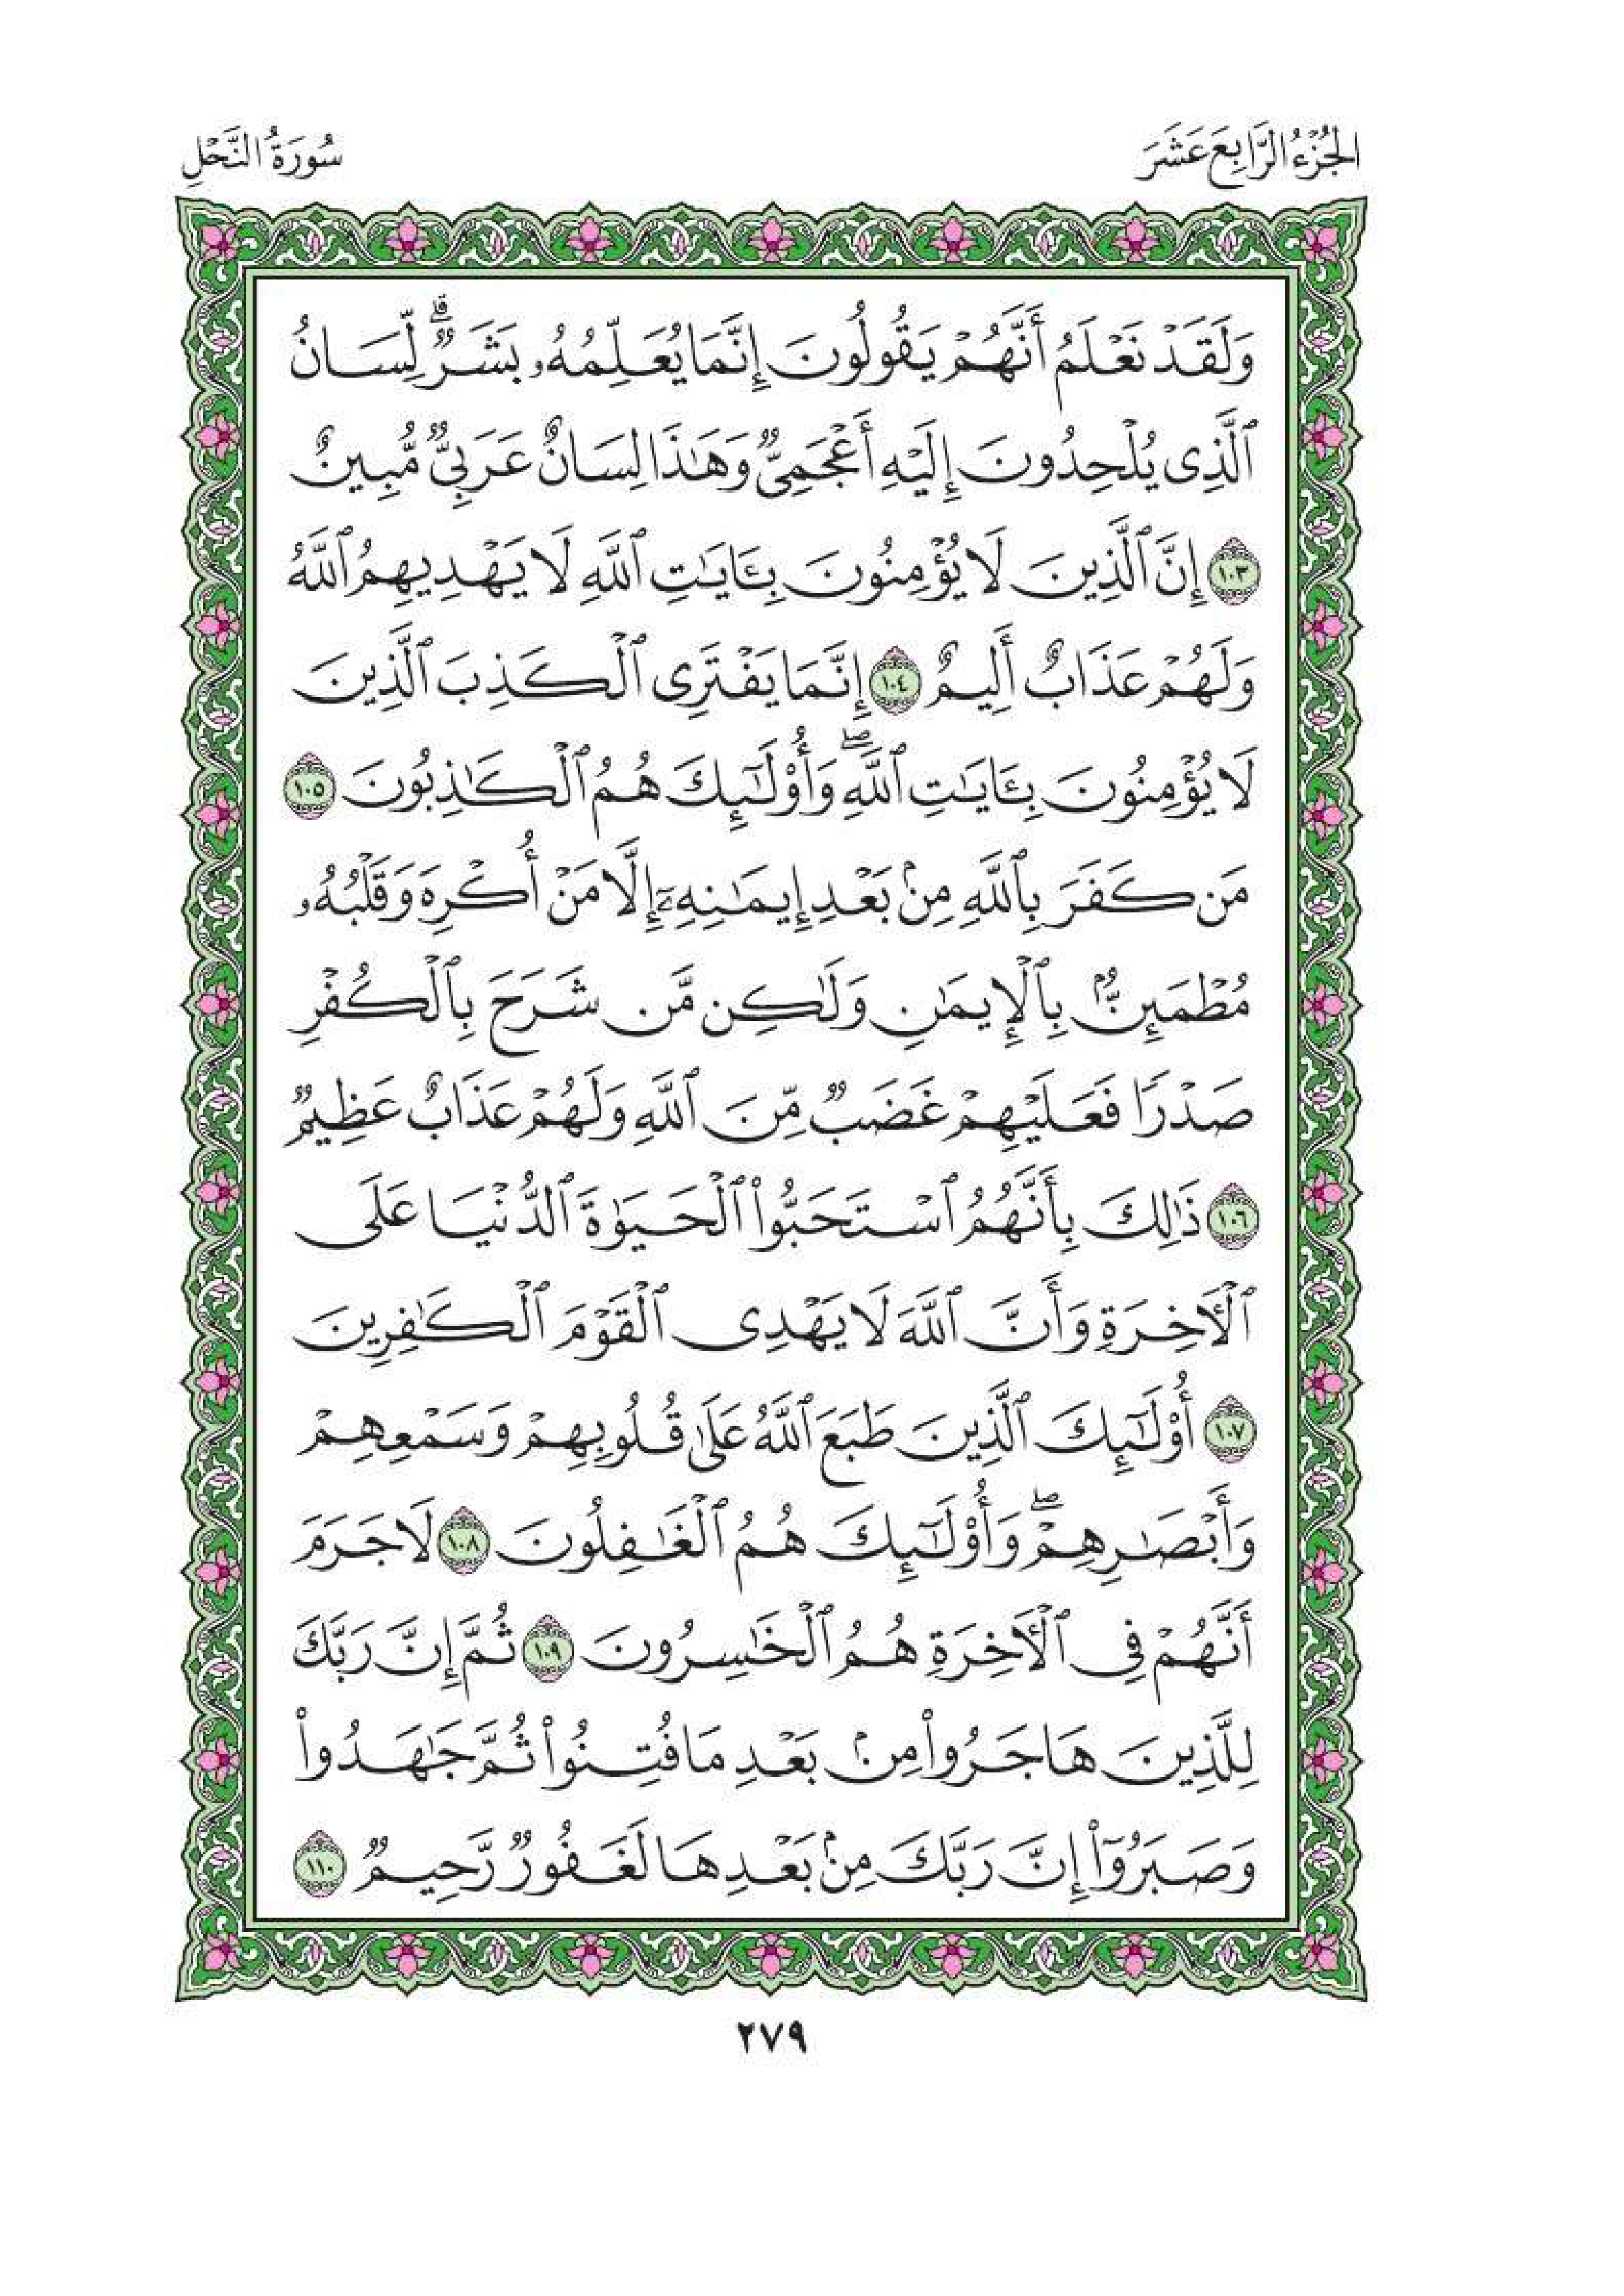 الجُزْءُ الرَّابِعَ عَشَرَ
سُورَةُ النَّحْلِ
وَلَقَدْ نَعْلَمُ أَنَّهُمْ يَقُولُونَ إِنَّمَا يُعَلِّمُهُۥ بَشَرٌۗ لِّسَانُ
ٱلَّذِى يُلْحِدُونَ إِلَيْهِ أَعْجَمِىٌّ وَهَٰذَا لِسَانٌ عَرَبِىٌّ مُّبِينٌ
١٠٣ إِنَّ ٱلَّذِينَ لَا يُؤْمِنُونَ بِـَٔايَٰتِ ٱللَّهِ لَا يَهْدِيهِمُ ٱللَّهُ
وَلَهُمْ عَذَابٌ أَلِيمٌ ١٠٤ إِنَّمَا يَفْتَرِى ٱلْكَذِبَ ٱلَّذِينَ
لَا يُؤْمِنُونَ بِـَٔايَٰتِ ٱللَّهِۖ وَأُو۟لَٰٓئِكَ هُمُ ٱلْكَٰذِبُونَ ١٠٥
مَن كَفَرَ بِٱللَّهِ مِنۢ بَعْدِ إِيمَٰنِهِۦٓ إِلَّا مَنْ أُكْرِهَ وَقَلْبُهُۥ
مُطْمَئِنٌّۢ بِٱلْإِيمَٰنِ وَلَٰكِن مَّن شَرَحَ بِٱلْكُفْرِ
صَدْرًا فَعَلَيْهِمْ غَضَبٌ مِّنَ ٱللَّهِ وَلَهُمْ عَذَابٌ عَظِيمٌ
١٠٦ ذَٰلِكَ بِأَنَّهُمُ ٱسْتَحَبُّوا۟ ٱلْحَيَوٰةَ ٱلدُّنْيَا عَلَى
ٱلْـَٔاخِرَةِ وَأَنَّ ٱللَّهَ لَا يَهْدِى ٱلْقَوْمَ ٱلْكَٰفِرِينَ
١٠٧ أُو۟لَٰٓئِكَ ٱلَّذِينَ طَبَعَ ٱللَّهُ عَلَىٰ قُلُوبِهِمْ وَسَمْعِهِمْ
وَأَبْصَٰرِهِمْۖ وَأُو۟لَٰٓئِكَ هُمُ ٱلْغَٰفِلُونَ ١٠٨ لَا جَرَمَ
أَنَّهُمْ فِى ٱلْـَٔاخِرَةِ هُمُ ٱلْخَٰسِرُونَ ١٠٩ ثُمَّ إِنَّ رَبَّكَ
لِلَّذِينَ هَاجَرُوا۟ مِنۢ بَعْدِ مَا فُتِنُوا۟ ثُمَّ جَٰهَدُوا۟
وَصَبَرُوٓا۟ إِنَّ رَبَّكَ مِنۢ بَعْدِهَا لَغَفُورٌ رَّحِيمٌ ١١٠
٢٧٩